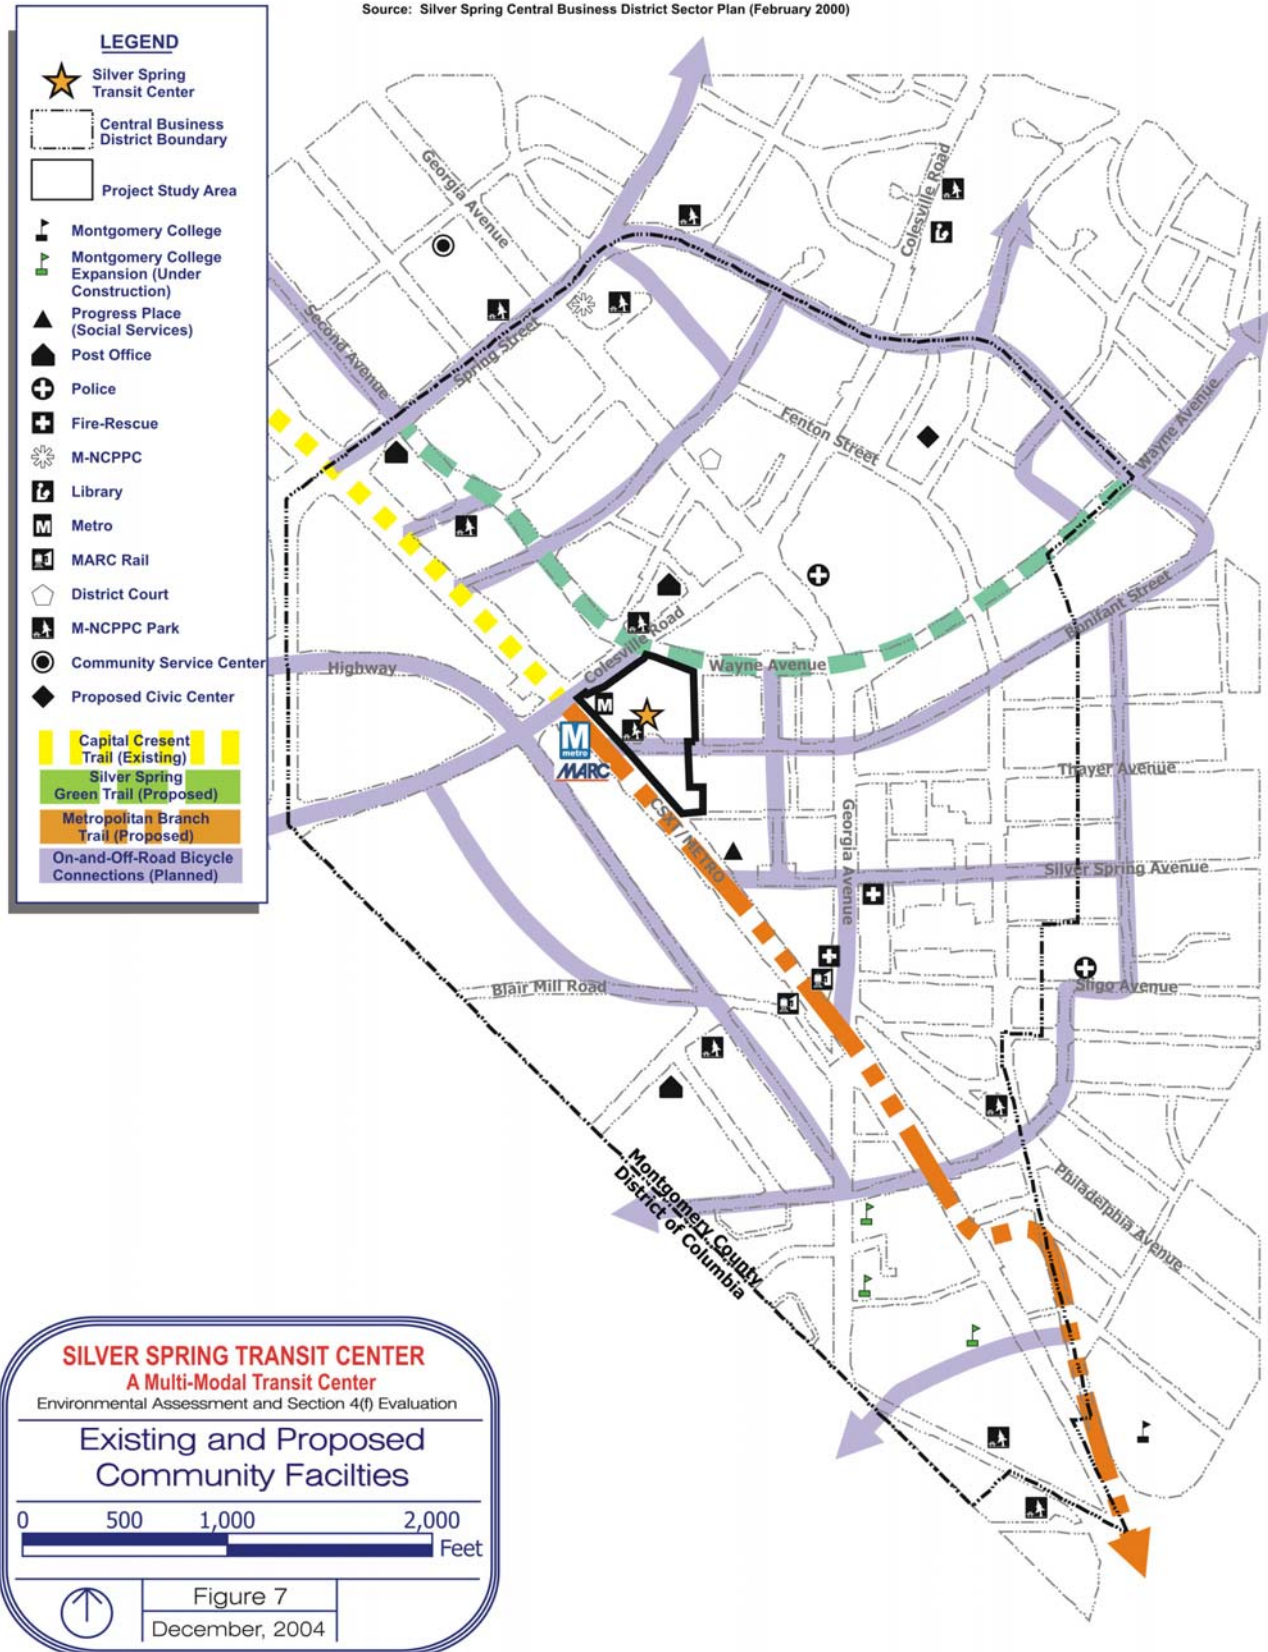 Source: Silver Spring Central Business District Sector Plan (February 2000)
LEGEND
Silver Spring
Transit Center
Central Business
District Boundary
Project Study Area
Montgomery College
Montgomery College
Expansion (Under
Construction)
Progress Place
(Social Services)
Post Office
Police
Fire-Rescue
M-NCPPC
Library
M
Metro
MARC Rail
District Court
M-NCPPC Park
Community Service Center
Proposed Civic Center
Capital Cresent
Trail (Existing)
Silver Spring
Green Trail (Proposed)
Metropolitan Branch
Trail (Proposed)
On-and-Off-Road Bicycle
Connections (Planned)
Georgia Avenue
Colesville Road
Second Avenue
Spring Street
Fenton Street
Wayne Avenue
Bonifant Street
Colesville Road
Highway
Wayne Avenue
M
M
metro
MARC
CSX / METRO
Thayer Avenue
Georgia Avenue
Silver Spring Avenue
Sligo Avenue
Blair Mill Road
Montgomery County
District of Columbia
Philadelphia Avenue
SILVER SPRING TRANSIT CENTER
A Multi-Modal Transit Center
Environmental Assessment and Section 4(f) Evaluation
Existing and Proposed
Community Facilties
0 500 1,000 2,000
Feet
Figure 7
December, 2004